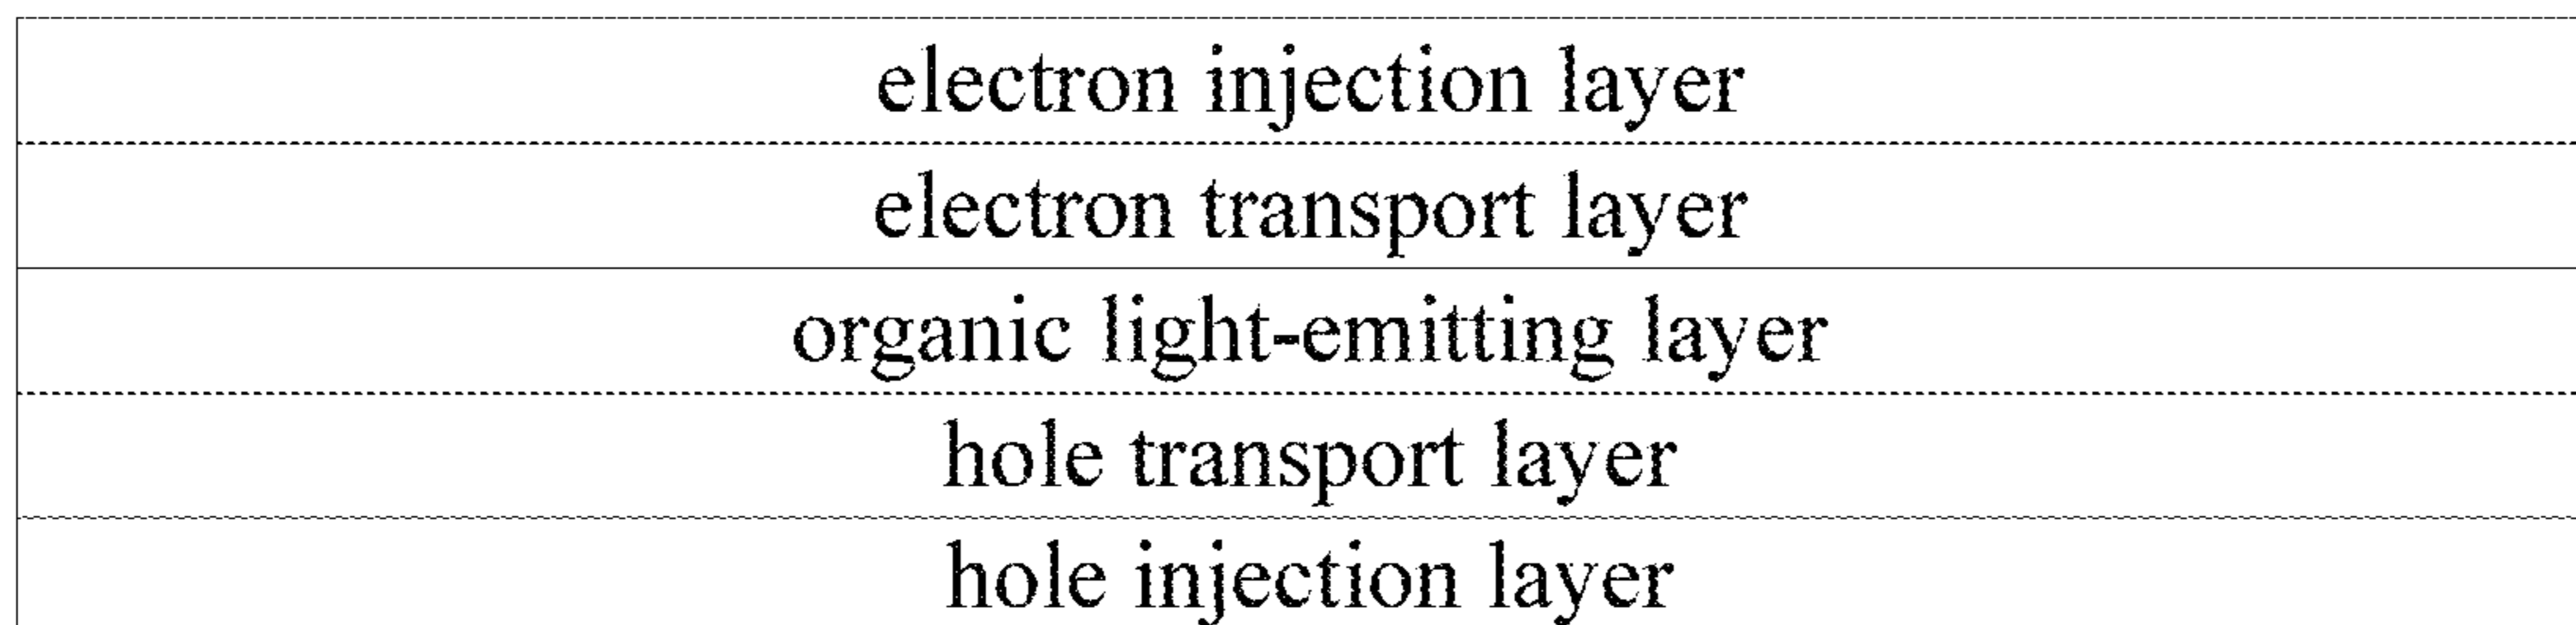 electron injection layer
electron transport layer
organic light-emitting layer
hole transport layer
hole injection layer